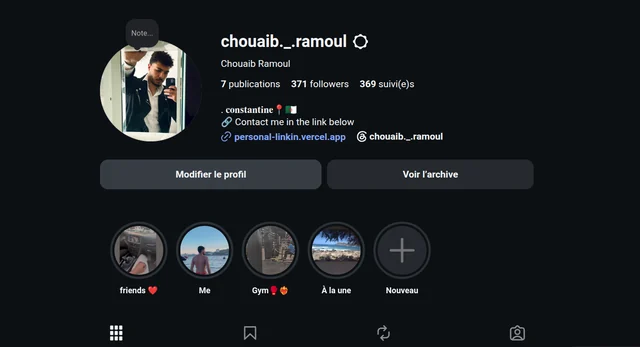 Note...
chouaib._.ramoul
Chouaib Ramoul
7 publications 371 followers 369 suivi(e)s
. 𝐜𝐨𝐧𝐬𝐭𝐚𝐧𝐭𝐢𝐧𝐞📍🇩🇿
🔗 Contact me in the link below
personal-linkin.vercel.app chouaib._.ramoul
Modifier le profil Voir l’archive
friends ❤️ Me Gym🥊❤️‍🔥 À la une Nouveau